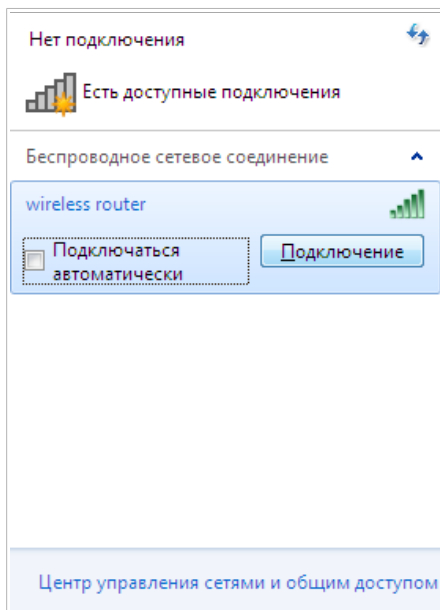 Нет подключения
Есть доступные подключения
Беспроводное сетевое соединение
wireless router
Подключаться
автоматически
Подключение
Центр управления сетями и общим доступом